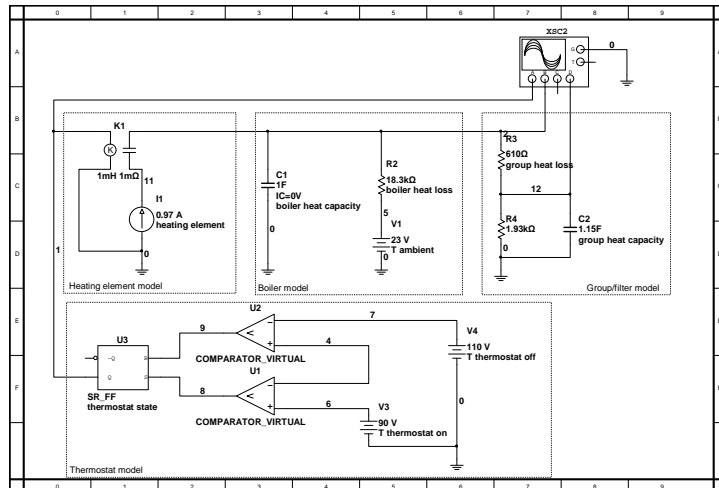 0 1 2 3 4 5 6 7 8 9
A
B
C
D
E
F
XSC2
G
T
A B C D
0
K1
K
1mH 1mΩ
11
I1
0.97 A
heating element
0
1
Heating element model
C1
1F
IC=0V
boiler heat capacity
0
R2
18.3kΩ
boiler heat loss
5
V1
23 V
T ambient
0
Boiler model
2
R3
610Ω
group heat loss
12
R4
1.93kΩ
0
C2
1.15F
group heat capacity
Group/filter model
U2
7
9
4
COMPARATOR_VIRTUAL
U3
~Q R
Q S
SR_FF
thermostat state
U1
8
6
COMPARATOR_VIRTUAL
V4
110 V
T thermostat off
0
V3
90 V
T thermostat on
Thermostat model
0 1 2 3 4 5 6 7 8 9